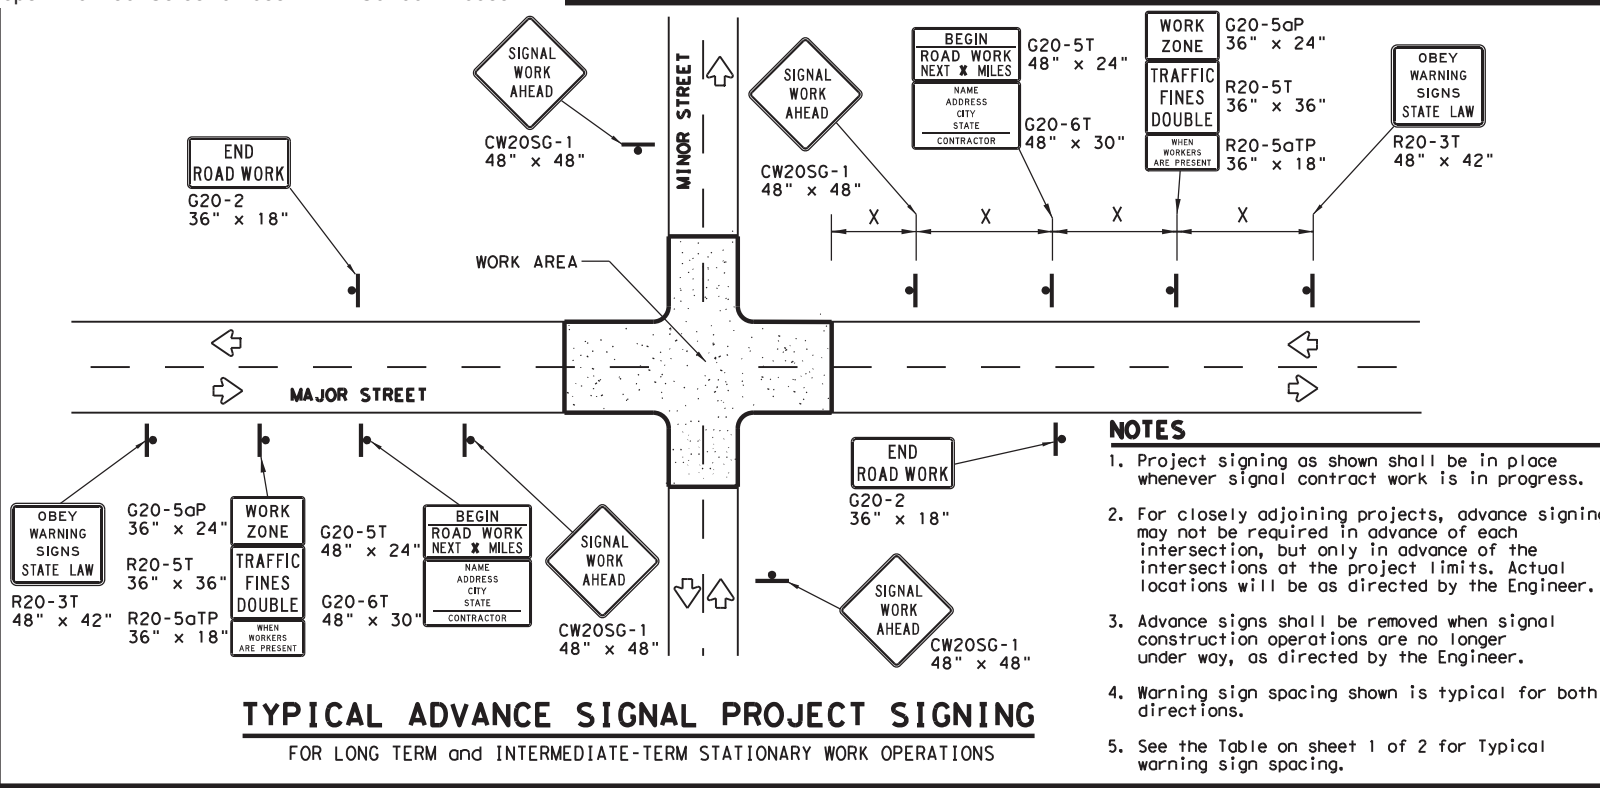 SIGNAL
WORK
AHEAD
CW20SG-1
48" x 48"
MINOR STREET
SIGNAL
WORK
AHEAD
CW20SG-1
48" x 48"
BEGIN
ROAD WORK
NEXT X MILES
NAME
ADDRESS
CITY
STATE
CONTRACTOR
G20-5T
48" x 24"
G20-6T
48" x 30"
WORK
ZONE
TRAFFIC
FINES
DOUBLE
WHEN
WORKERS
ARE PRESENT
G20-5aP
36" x 24"
R20-5T
36" x 36"
R20-5aTP
36" x 18"
OBEY
WARNING
SIGNS
STATE LAW
R20-3T
48" x 42"
END
ROAD WORK
G20-2
36" x 18"
X X X X
WORK AREA
MAJOR STREET
OBEY
WARNING
SIGNS
STATE LAW
R20-3T
48" x 42"
G20-5aP
36" x 24"
R20-5T
36" x 36"
R20-5aTP
36" x 18"
WORK
ZONE
TRAFFIC
FINES
DOUBLE
WHEN
WORKERS
ARE PRESENT
G20-5T
48" x 24"
G20-6T
48" x 30"
BEGIN
ROAD WORK
NEXT X MILES
NAME
ADDRESS
CITY
STATE
CONTRACTOR
SIGNAL
WORK
AHEAD
CW20SG-1
48" x 48"
END
ROAD WORK
G20-2
36" x 18"
SIGNAL
WORK
AHEAD
CW20SG-1
48" x 48"
TYPICAL ADVANCE SIGNAL PROJECT SIGNING
FOR LONG TERM and INTERMEDIATE-TERM STATIONARY WORK OPERATIONS
NOTES
1. Project signing as shown shall be in place
whenever signal contract work is in progress.
2. For closely adjoining projects, advance signing
may not be required in advance of each
intersection, but only in advance of the
intersections at the project limits. Actual
locations will be as directed by the Engineer.
3. Advance signs shall be removed when signal
construction operations are no longer
under way, as directed by the Engineer.
4. Warning sign spacing shown is typical for both
directions.
5. See the Table on sheet 1 of 2 for Typical
warning sign spacing.